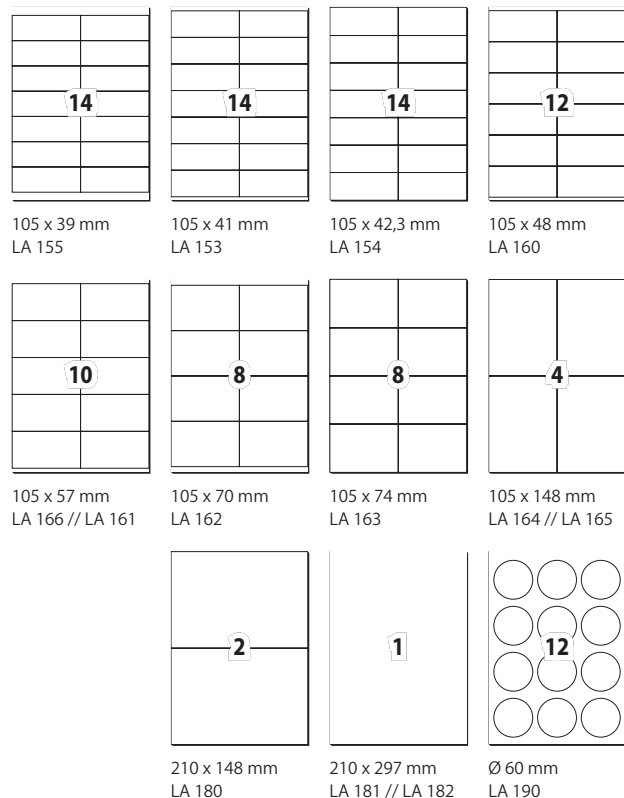 14
14
14
12
105 x 39 mm
LA 155
105 x 41 mm
LA 153
105 x 42,3 mm
LA 154
105 x 48 mm
LA 160
10
8
8
4
105 x 57 mm
LA 166 // LA 161
105 x 70 mm
LA 162
105 x 74 mm
LA 163
105 x 148 mm
LA 164 // LA 165
2
1
12
210 x 148 mm
LA 180
210 x 297 mm
LA 181 // LA 182
Ø 60 mm
LA 190